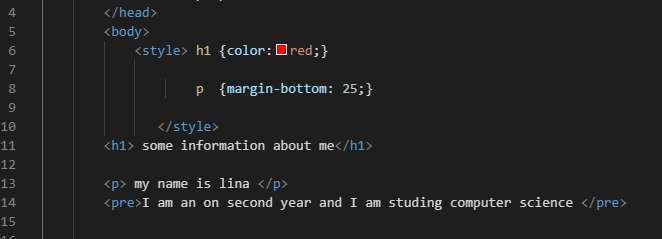 4 </head>
5 <body>
6 <style> h1 {color:red;}
7
8 p {margin-bottom: 25;}
9
10 </style>
11 <h1> some information about me</h1>
12
13 <p> my name is lina </p>
14 <pre>I am an on second year and I am studing computer science </pre>
15